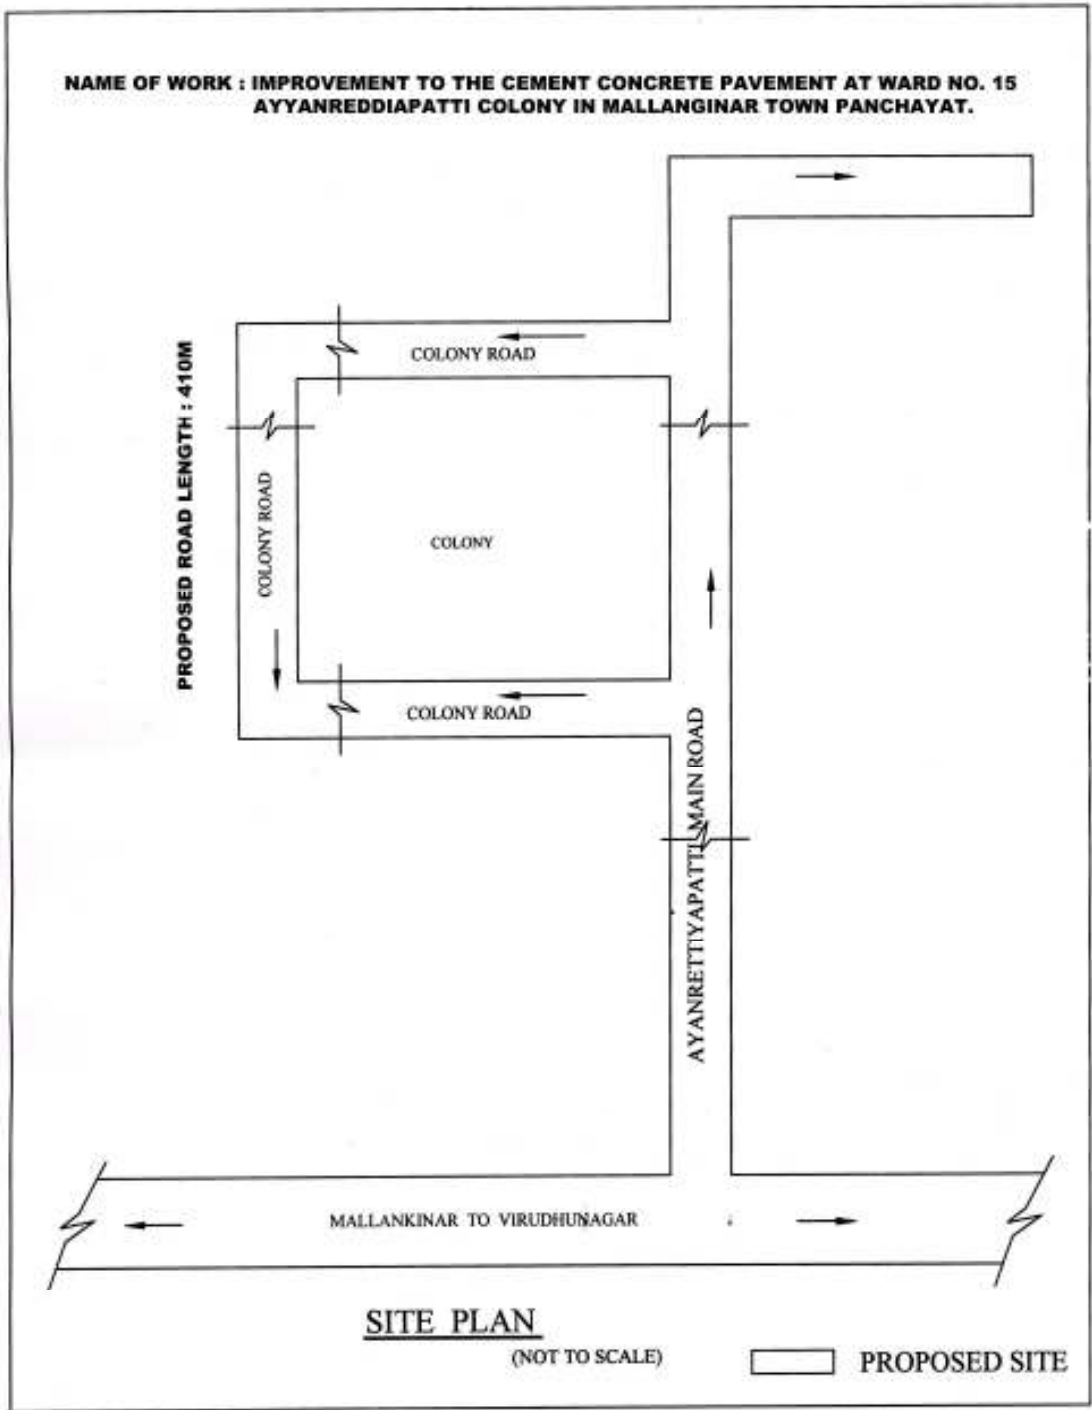 NAME OF WORK : IMPROVEMENT TO THE CEMENT CONCRETE PAVEMENT AT WARD NO. 15
AYYANREDDIAPATTI COLONY IN MALLANGINAR TOWN PANCHAYAT.
COLONY ROAD
PROPOSED ROAD LENGTH : 410M
COLONY ROAD
COLONY
COLONY ROAD
AYANRETTIYAPATTI MAIN ROAD
MALLANKINAR TO VIRUDHUNAGAR
SITE PLAN
(NOT TO SCALE)
PROPOSED SITE